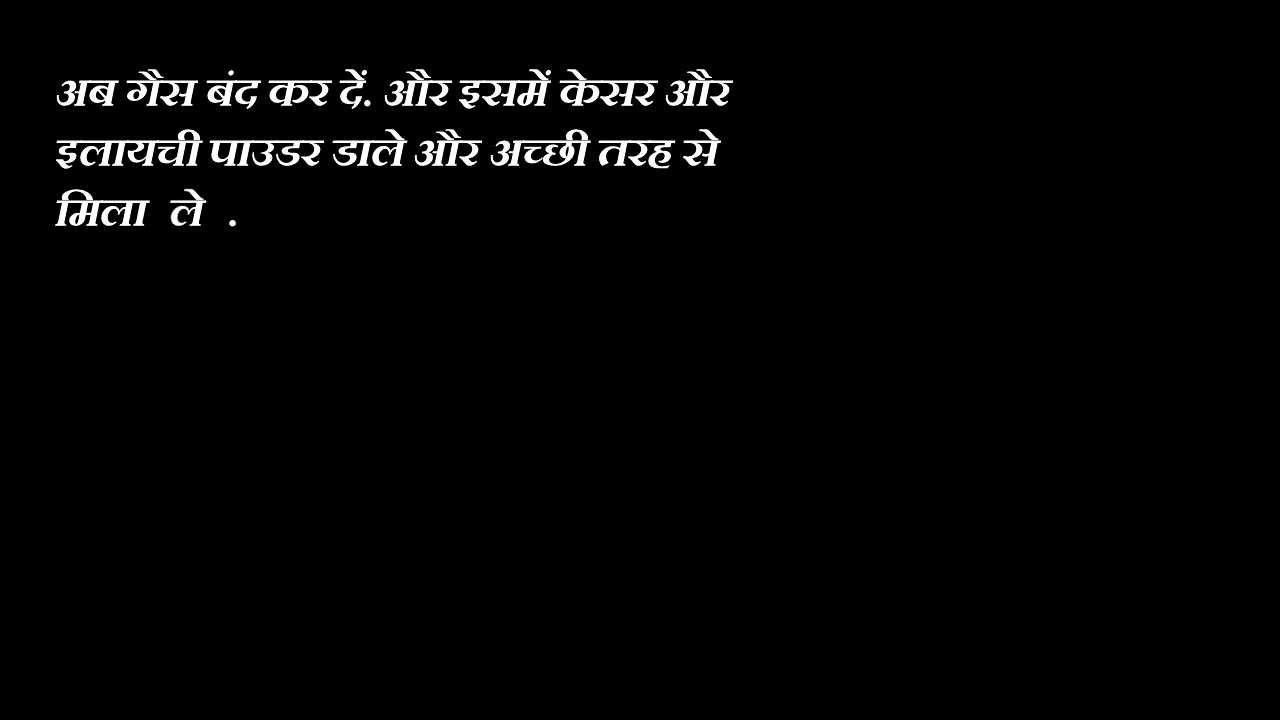 अब गैस बंद कर दें. और इसमें केसर और
इलायची पाउडर डाले और अच्छी तरह से
मिला ले .